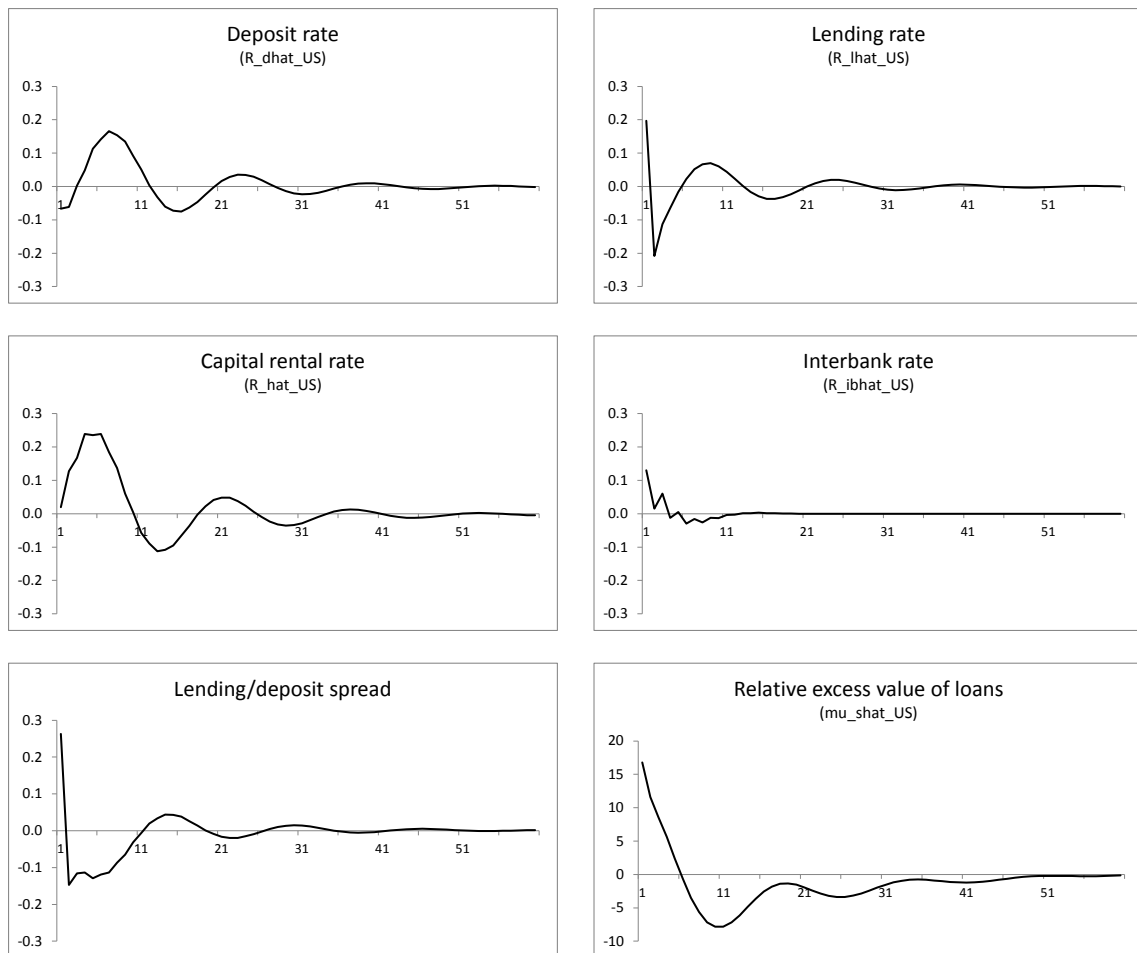 Deposit rate
(R_dhat_US)
0.3
0.2
0.1
0.0
-0.1
-0.2
-0.3
1 11 21 31 41 51
Lending rate
(R_lhat_US)
0.3
0.2
0.1
0.0
-0.1
-0.2
-0.3
1 11 21 31 41 51
Capital rental rate
(R_hat_US)
0.3
0.2
0.1
0.0
-0.1
-0.2
-0.3
1 11 21 31 41 51
Interbank rate
(R_ibhat_US)
0.3
0.2
0.1
0.0
-0.1
-0.2
-0.3
1 11 21 31 41 51
Lending/deposit spread
0.3
0.2
0.1
0.0
-0.1
-0.2
-0.3
1 11 21 31 41 51
Relative excess value of loans
(mu_shat_US)
20
15
10
5
0
-5
-10
1 11 21 31 41 51